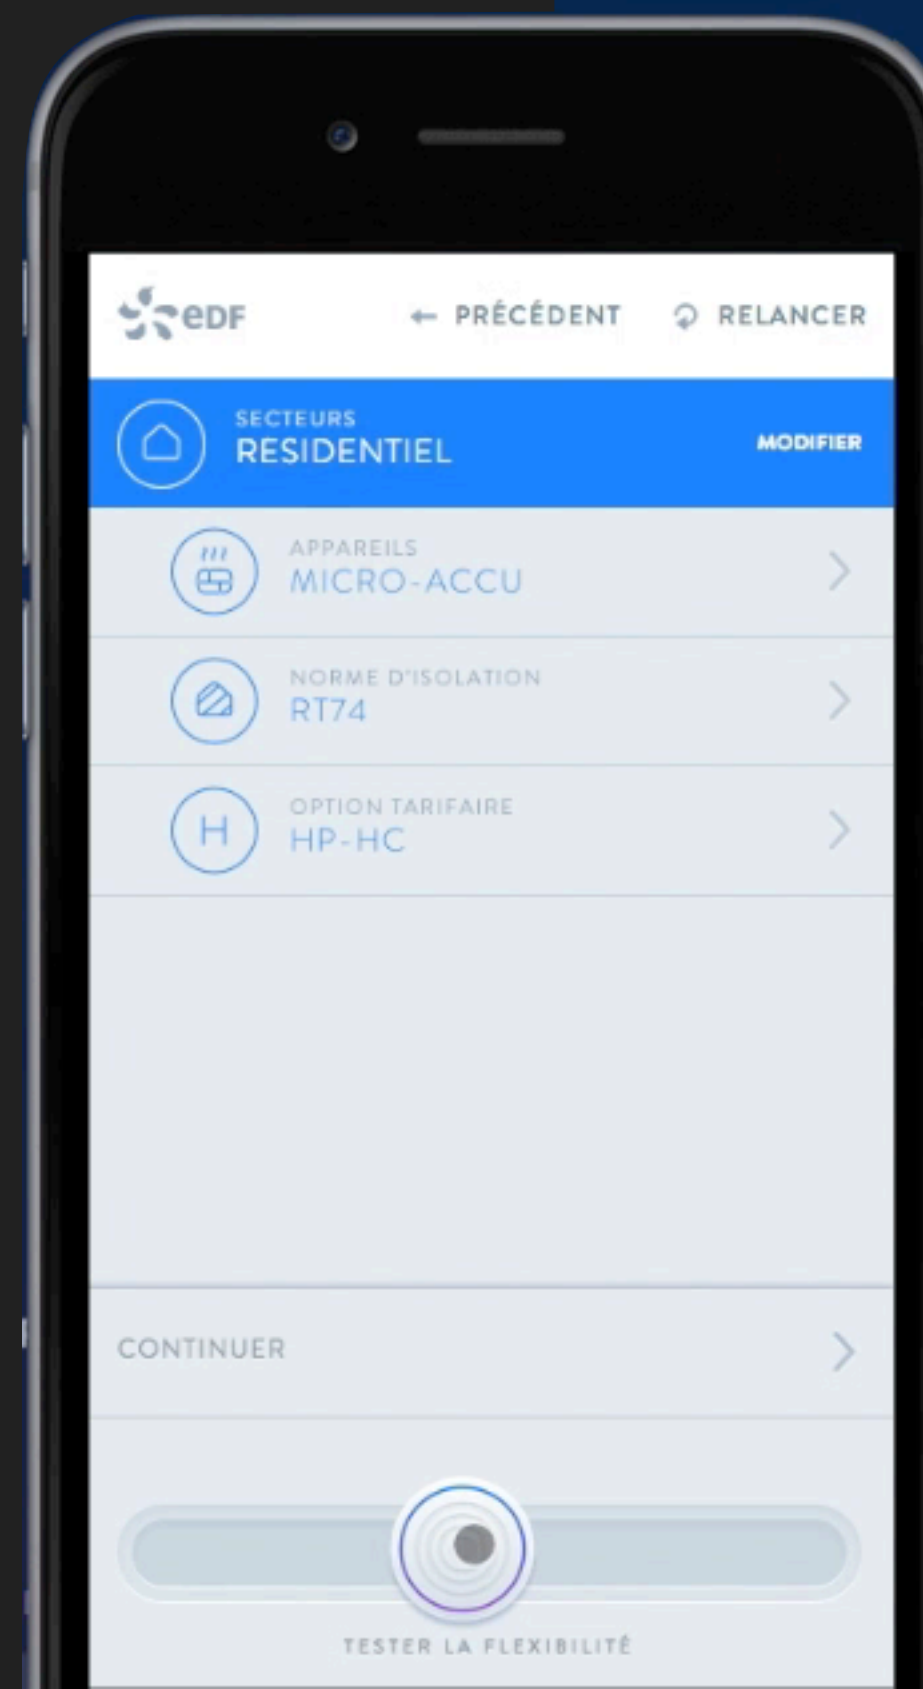 eDF
← PRÉCÉDENT
RELANCER
SECTEURS
RESIDENTIEL
MODIFIER
APPAREILS
MICRO-ACCU
NORME D'ISOLATION
RT74
OPTION TARIFAIRE
H
HP-HC
CONTINUER
TESTER LA FLEXIBILITÉ